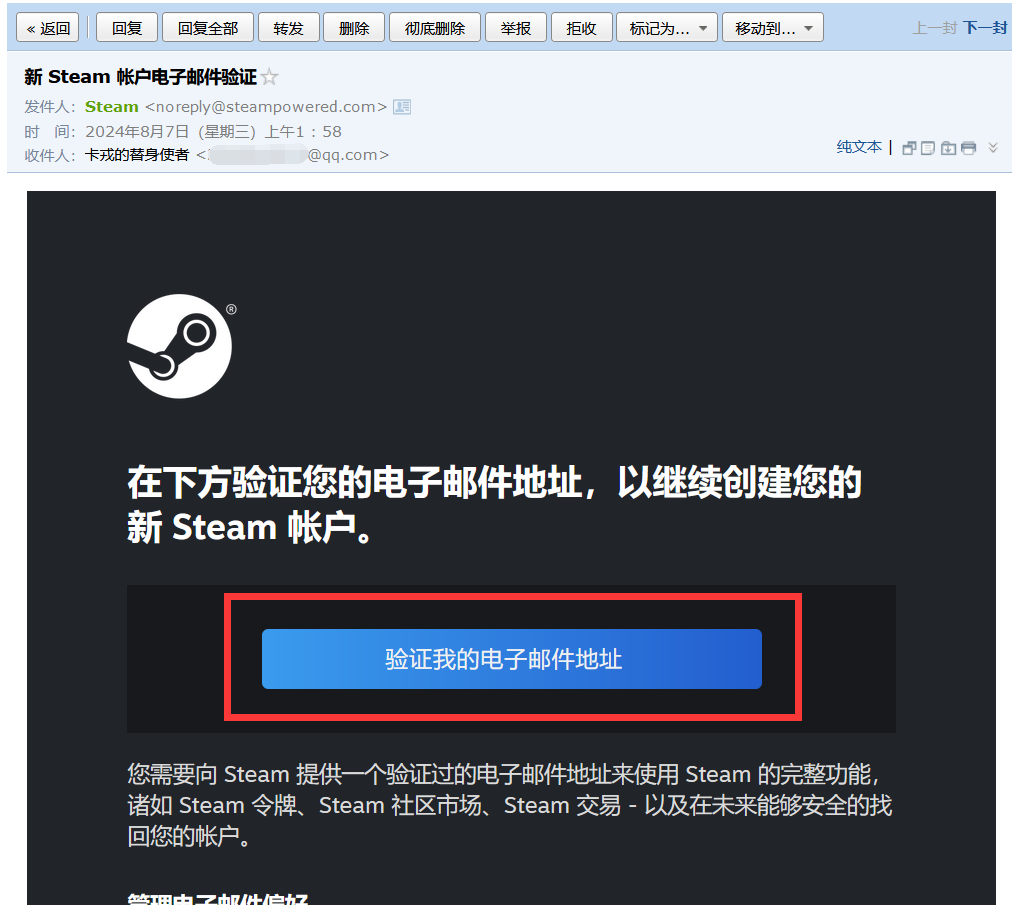 « 返回 回复 回复全部 转发 删除 彻底删除 举报 拒收 标记为... 移动到... 上一封 下一封
新 Steam 帐户电子邮件验证
发件人：Steam <noreply@steampowered.com>
时 间：2024年8月7日（星期三）上午1：58
收件人：卡戎的替身使者 < @qq.com>
纯文本 |
®
在下方验证您的电子邮件地址，以继续创建您的
新 Steam 帐户。
验证我的电子邮件地址
您需要向 Steam 提供一个验证过的电子邮件地址来使用 Steam 的完整功能，
诸如 Steam 令牌、Steam 社区市场、Steam 交易 - 以及在未来能够安全的找
回您的帐户。
管理电子邮件偏好